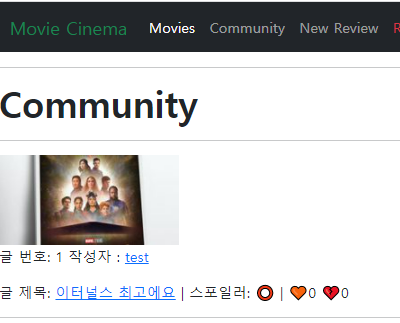 Movie Cinema Movies Community New Review
Community
글 번호: 1 작성자 : test
글 제목: 이터널스 최고에요 | 스포일러: ⭕ | 🧡0 💔0